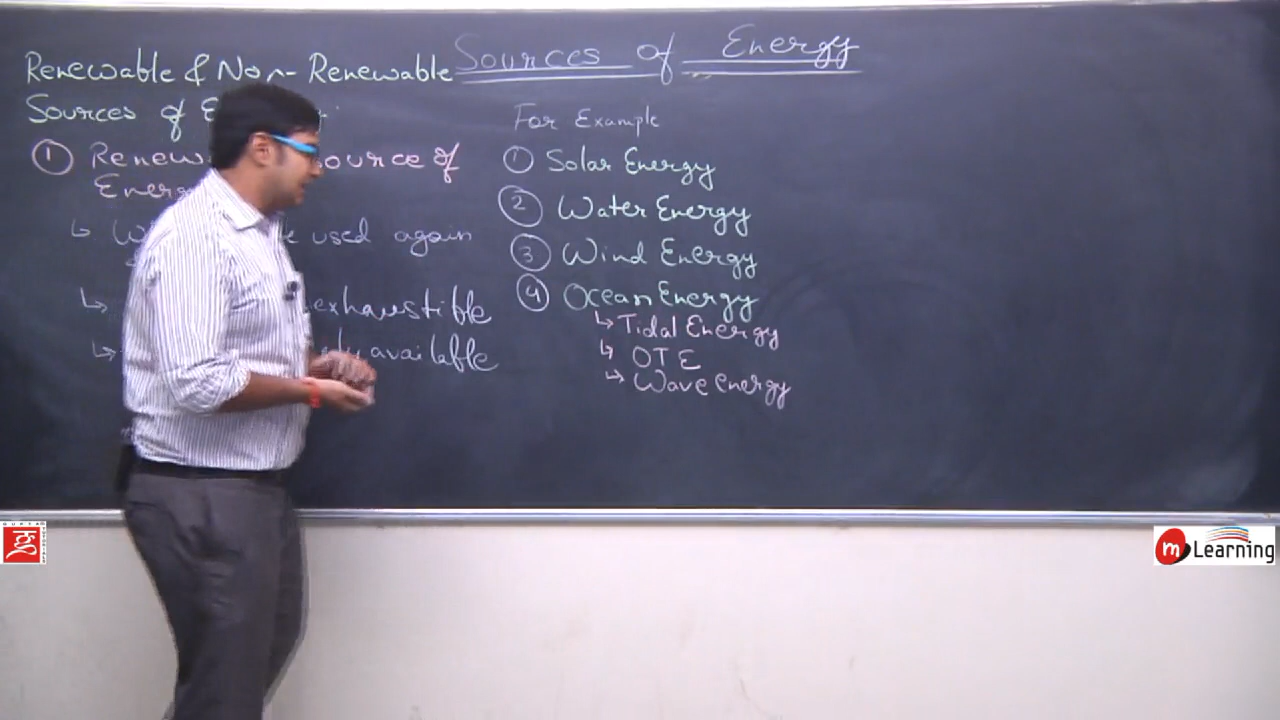 Sources of Energy
Renewable & Non-Renewable
Sources of
① Renew ource of
Energ
↳ used again
↳ exhaustible
↳ available
For Example
① Solar Energy
② Water Energy
③ Wind Energy
④ Ocean Energy
↳ Tidal Energy
↳ OTE
↳ Wave energy
m Learning